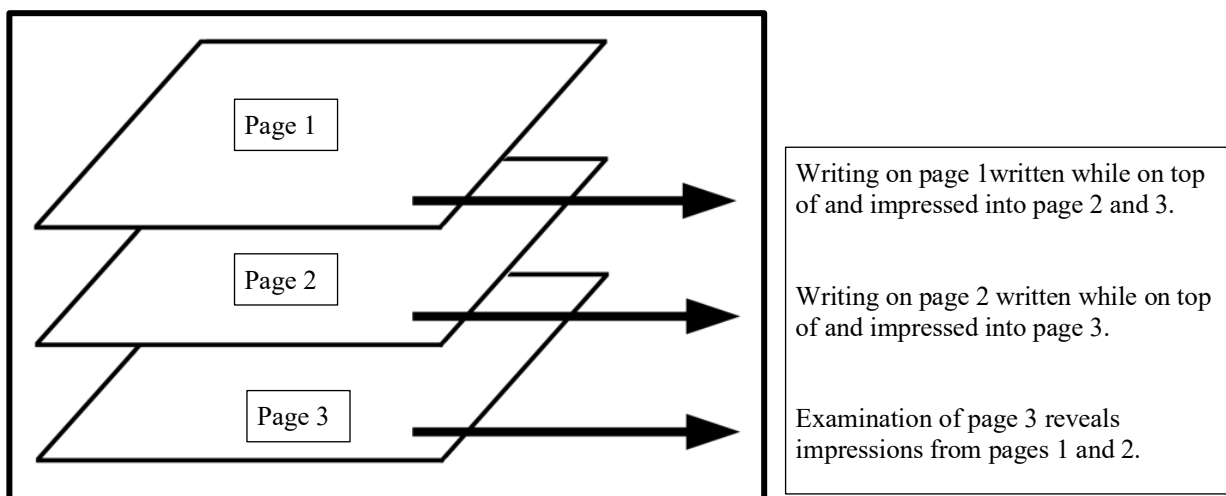 Page 1
Page 2
Page 3
Writing on page 1written while on top
of and impressed into page 2 and 3.
Writing on page 2 written while on top
of and impressed into page 3.
Examination of page 3 reveals
impressions from pages 1 and 2.